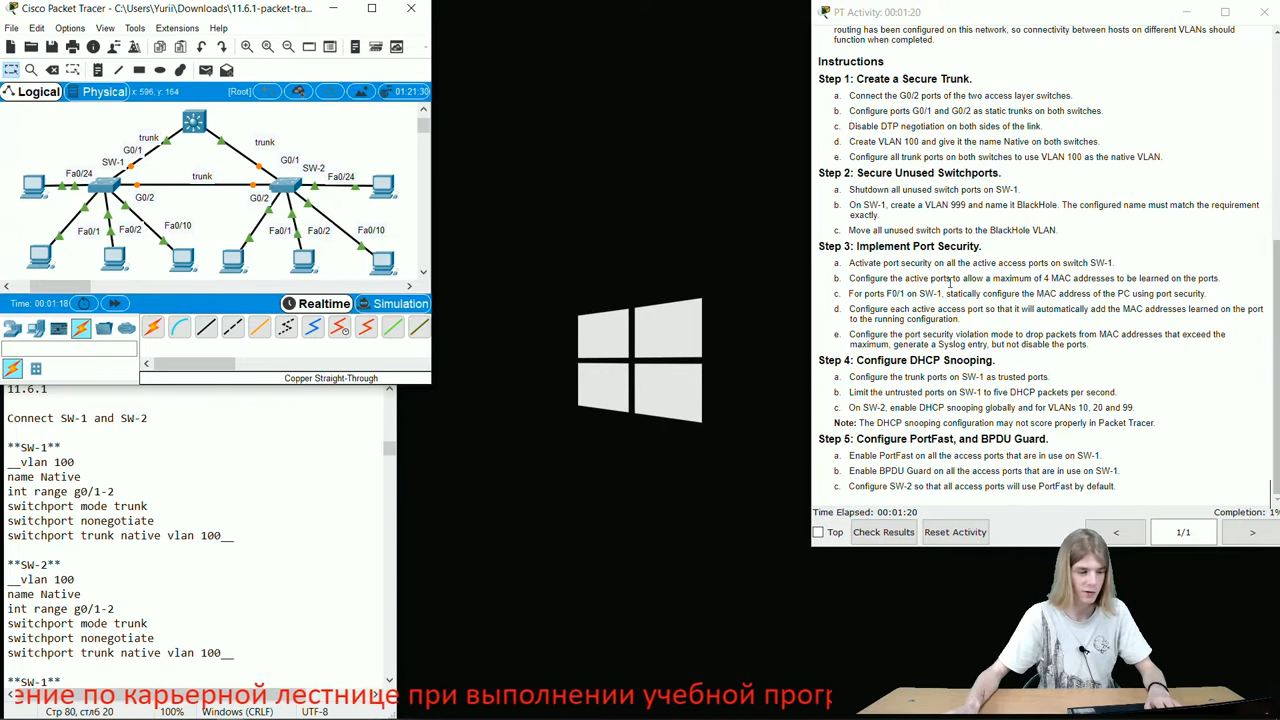 Cisco Packet Tracer - C:\Users\Yurii\Downloads\11.6.1-packet-tra...
File Edit Options View Tools Extensions Help
Logical Physical x: 596, y: 164 [Root] 01:21:30
trunk trunk
G0/1 G0/1
SW-1 SW-2
Fa0/24 trunk Fa0/24
G0/2 G0/2
Fa0/1 Fa0/2 Fa0/10 Fa0/1 Fa0/2 Fa0/10
Time: 00:01:18 Realtime Simulation
Copper Straight-Through
11.6.1
Connect SW-1 and SW-2
**SW-1**
__vlan 100
name Native
int range g0/1-2
switchport mode trunk
switchport nonegotiate
switchport trunk native vlan 100__
**SW-2**
__vlan 100
name Native
int range g0/1-2
switchport mode trunk
switchport nonegotiate
switchport trunk native vlan 100__
**SW-1**
Стр 80, стлб 20 100% Windows (CRLF) UTF-8
PT Activity: 00:01:20
routing has been configured on this network, so connectivity between hosts on different VLANs should
function when completed.
Instructions
Step 1: Create a Secure Trunk.
a. Connect the G0/2 ports of the two access layer switches.
b. Configure ports G0/1 and G0/2 as static trunks on both switches.
c. Disable DTP negotiation on both sides of the link.
d. Create VLAN 100 and give it the name Native on both switches.
e. Configure all trunk ports on both switches to use VLAN 100 as the native VLAN.
Step 2: Secure Unused Switchports.
a. Shutdown all unused switch ports on SW-1.
b. On SW-1, create a VLAN 999 and name it BlackHole. The configured name must match the requirement
exactly.
c. Move all unused switch ports to the BlackHole VLAN.
Step 3: Implement Port Security.
a. Activate port security on all the active access ports on switch SW-1.
b. Configure the active ports to allow a maximum of 4 MAC addresses to be learned on the ports.
c. For ports F0/1 on SW-1, statically configure the MAC address of the PC using port security.
d. Configure each active access port so that it will automatically add the MAC addresses learned on the port
to the running configuration.
e. Configure the port security violation mode to drop packets from MAC addresses that exceed the
maximum, generate a Syslog entry, but not disable the ports.
Step 4: Configure DHCP Snooping.
a. Configure the trunk ports on SW-1 as trusted ports.
b. Limit the untrusted ports on SW-1 to five DHCP packets per second.
c. On SW-2, enable DHCP snooping globally and for VLANs 10, 20 and 99.
Note: The DHCP snooping configuration may not score properly in Packet Tracer.
Step 5: Configure PortFast, and BPDU Guard.
a. Enable PortFast on all the access ports that are in use on SW-1.
b. Enable BPDU Guard on all the access ports that are in use on SW-1.
c. Configure SW-2 so that all access ports will use PortFast by default.
Time Elapsed: 00:01:20 Completion: 1%
Top Check Results Reset Activity < 1/1 >
ение по карьерной лестнице при выполнении учебной прогр